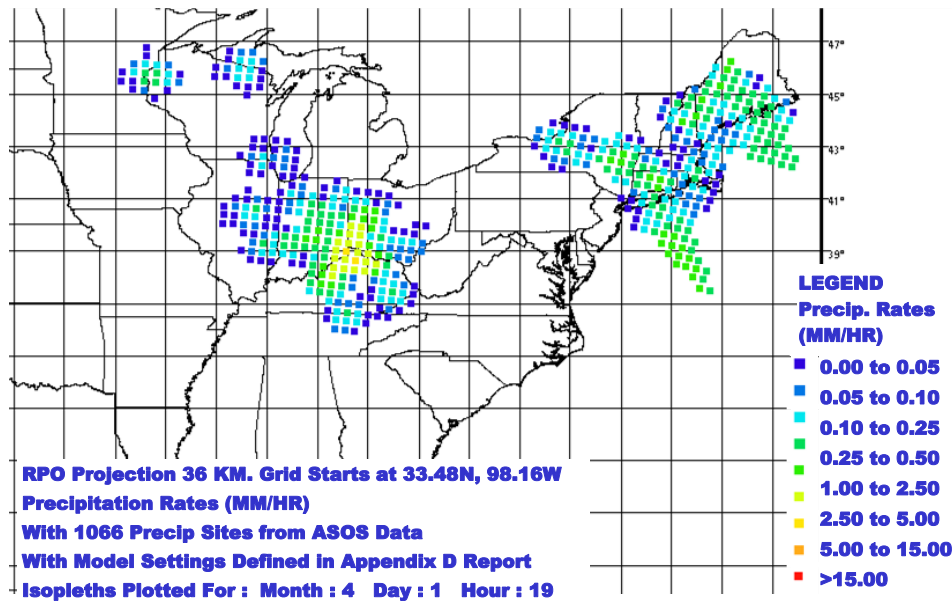 47°
45°
43°
41°
39°
LEGEND
Precip. Rates
(MM/HR)
0.00 to 0.05
0.05 to 0.10
0.10 to 0.25
0.25 to 0.50
1.00 to 2.50
2.50 to 5.00
5.00 to 15.00
>15.00
RPO Projection 36 KM. Grid Starts at 33.48N, 98.16W
Precipitation Rates (MM/HR)
With 1066 Precip Sites from ASOS Data
With Model Settings Defined in Appendix D Report
Isopleths Plotted For : Month : 4 Day : 1 Hour : 19